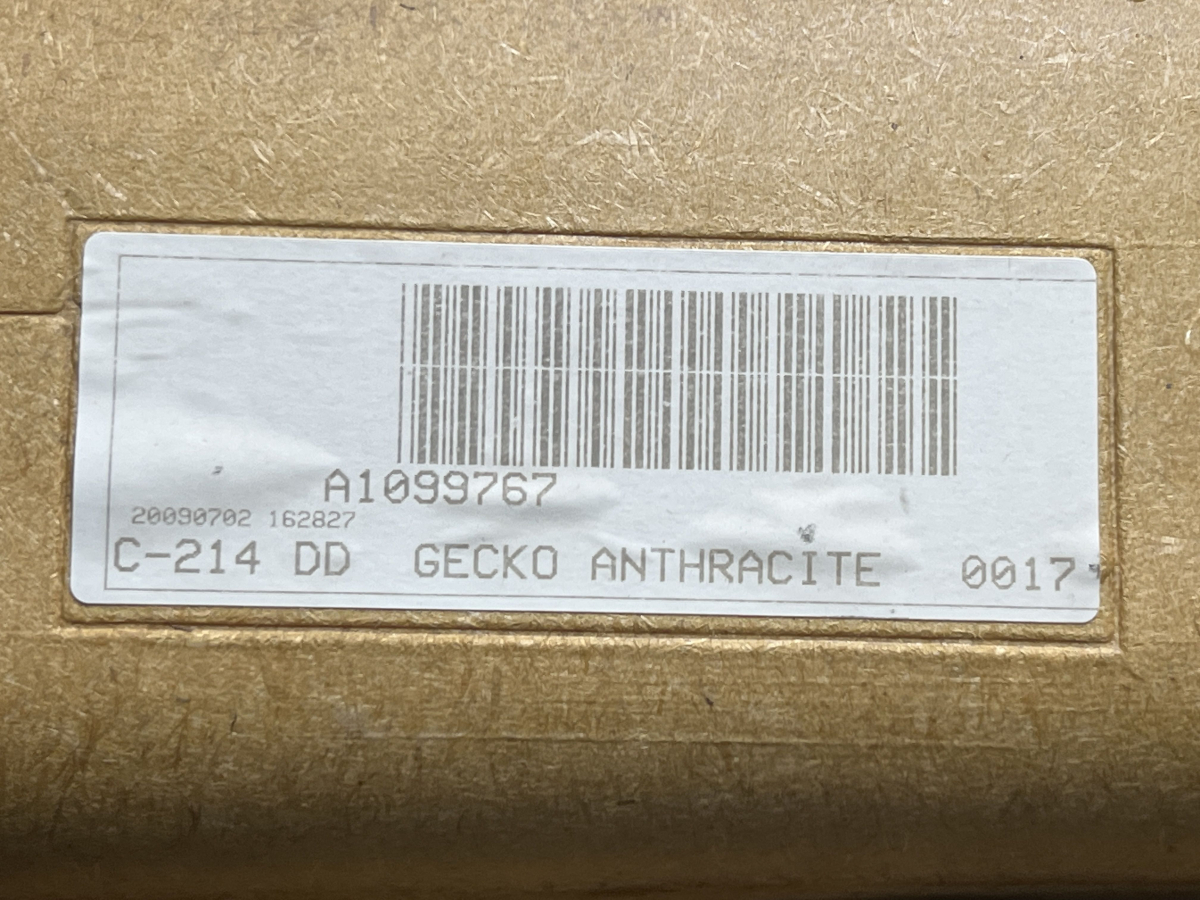 A1099767
20090702 162827
C-214 DD GECKO ANTHRACITE 0017